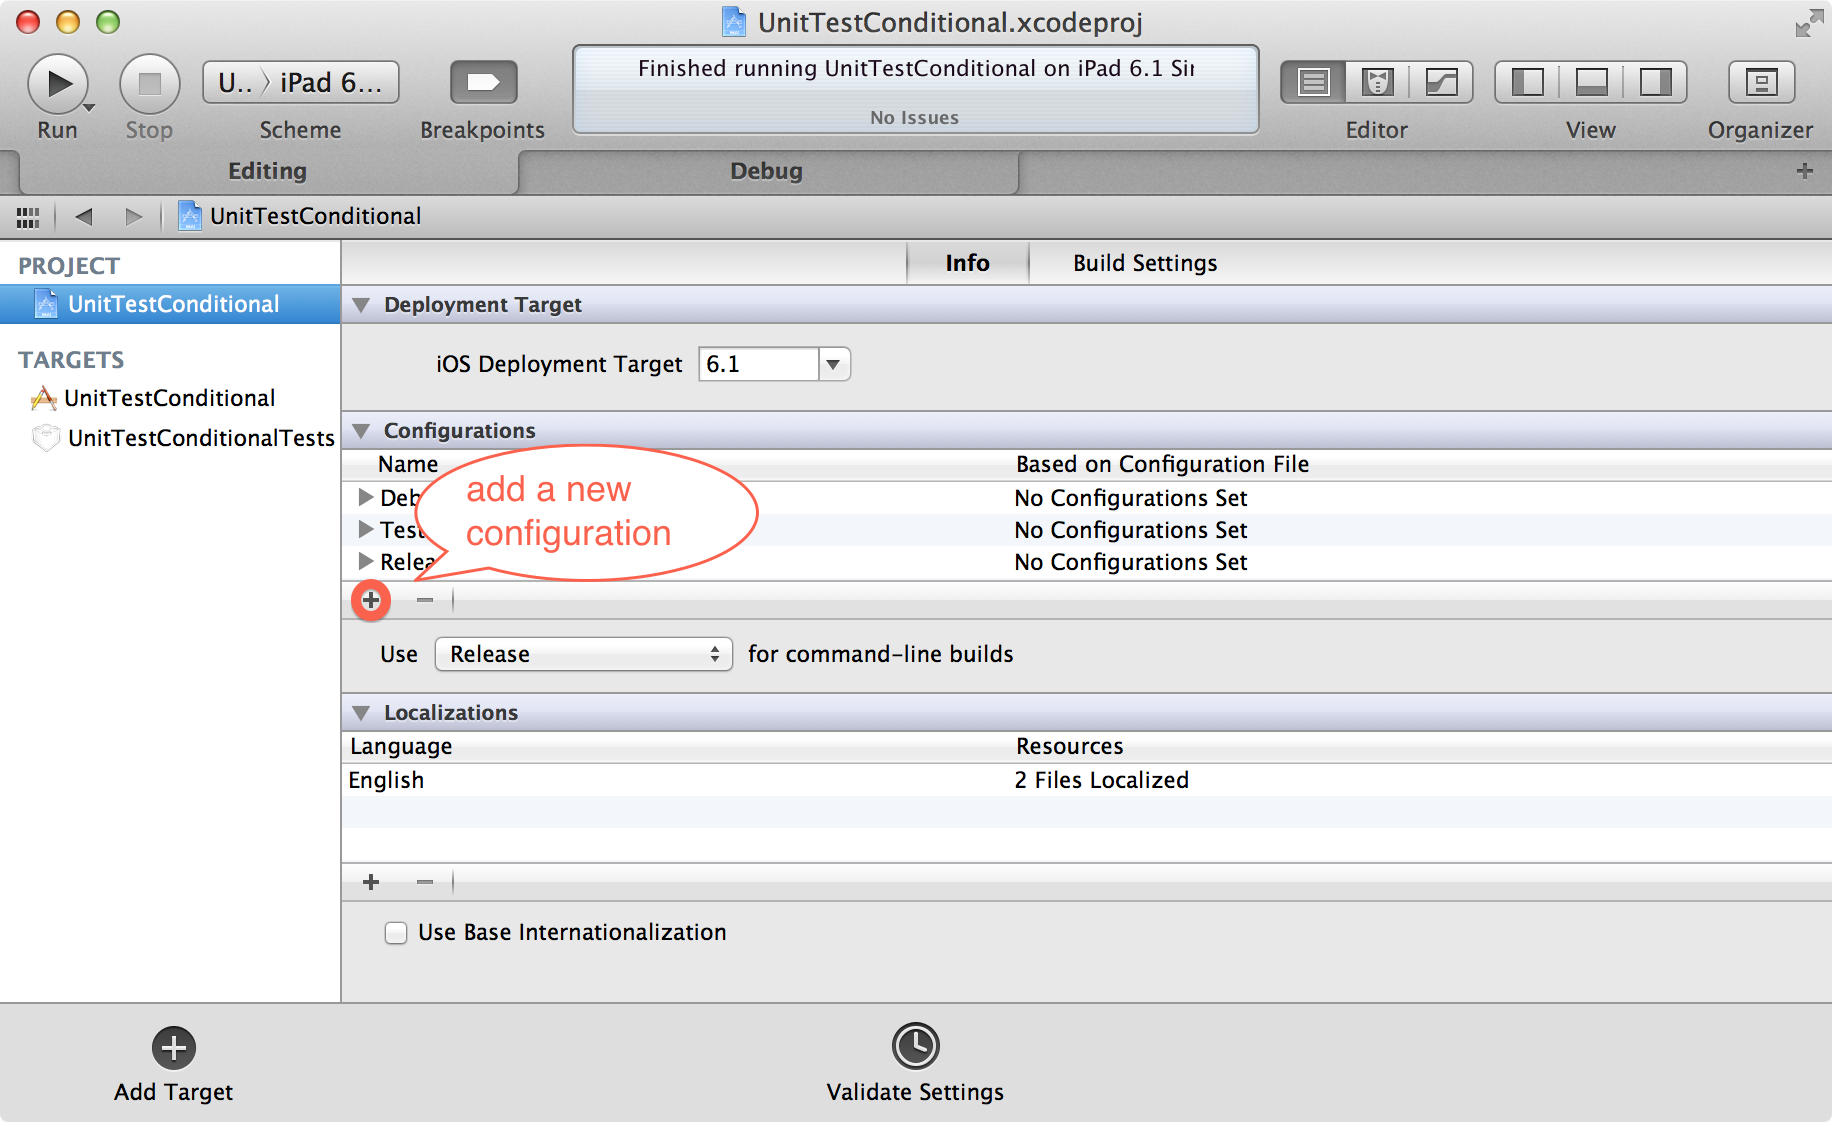 UnitTestConditional.xcodeproj
U.. iPad 6...
Finished running UnitTestConditional on iPad 6.1
No Issues
Run Stop Scheme Breakpoints Editor View Organizer
Editing Debug
UnitTestConditional
PROJECT
UnitTestConditional
TARGETS
UnitTestConditional
UnitTestConditionalTests
Info Build Settings
Deployment Target
iOS Deployment Target 6.1
Configurations
Name Based on Configuration File
No Configurations Set
Test No Configurations Set
No Configurations Set
add a new
configuration
Use Release for command-line builds
Localizations
Language Resources
English 2 Files Localized
Use Base Internationalization
Add Target Validate Settings